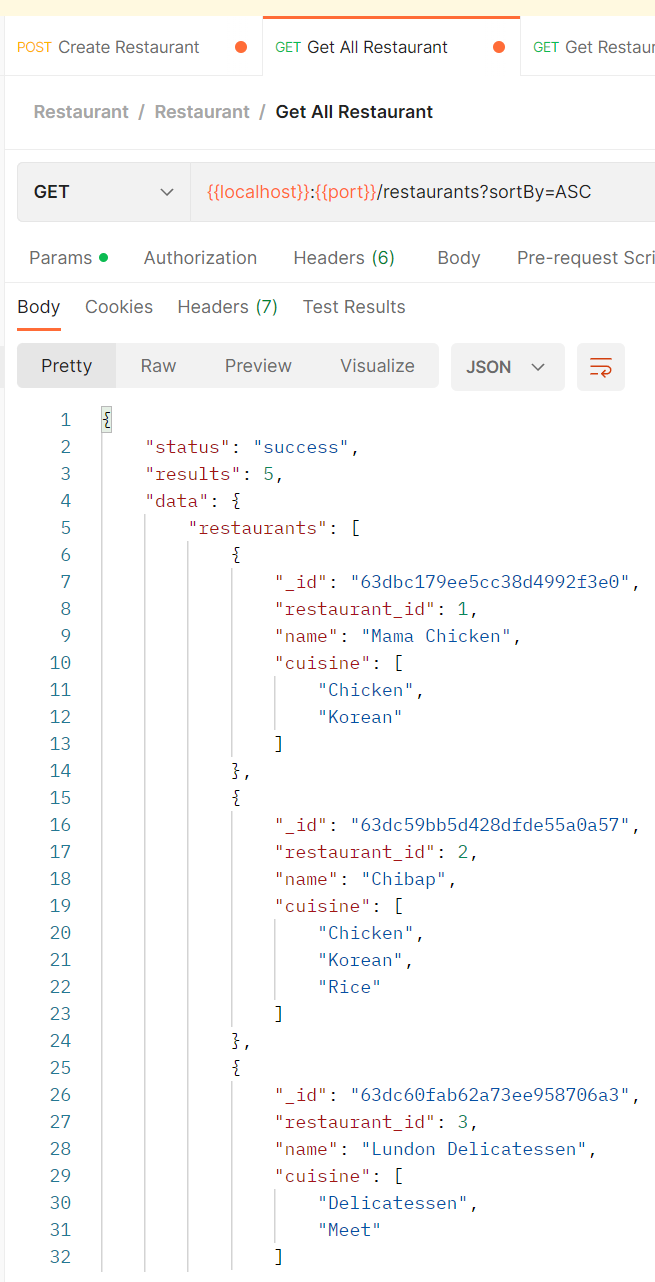 POST Create Restaurant GET Get All Restaurant GET Get Restaur
Restaurant / Restaurant / Get All Restaurant
GET {{localhost}}:{{port}}/restaurants?sortBy=ASC
Params Authorization Headers (6) Body Pre-request Scri
Body Cookies Headers (7) Test Results
Pretty Raw Preview Visualize JSON
1 {
2 "status": "success",
3 "results": 5,
4 "data": {
5 "restaurants": [
6 {
7 "_id": "63dbc179ee5cc38d4992f3e0",
8 "restaurant_id": 1,
9 "name": "Mama Chicken",
10 "cuisine": [
11 "Chicken",
12 "Korean"
13 ]
14 },
15 {
16 "_id": "63dc59bb5d428dfde55a0a57",
17 "restaurant_id": 2,
18 "name": "Chibap",
19 "cuisine": [
20 "Chicken",
21 "Korean",
22 "Rice"
23 ]
24 },
25 {
26 "_id": "63dc60fab62a73ee958706a3",
27 "restaurant_id": 3,
28 "name": "Lundon Delicatessen",
29 "cuisine": [
30 "Delicatessen",
31 "Meet"
32 ]